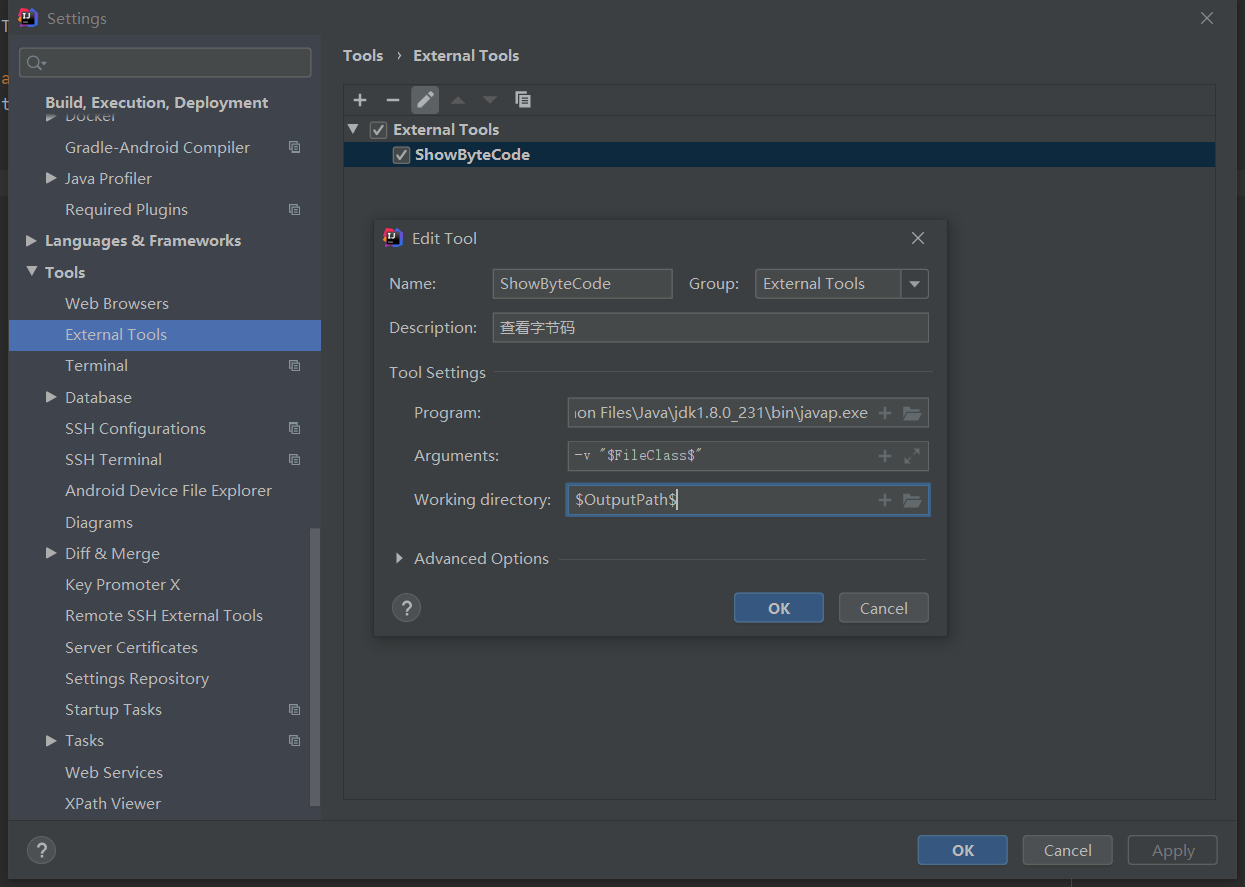 Settings
Build, Execution, Deployment
Docker
Gradle-Android Compiler
Java Profiler
Required Plugins
Languages & Frameworks
Tools
Web Browsers
External Tools
Terminal
Database
SSH Configurations
SSH Terminal
Android Device File Explorer
Diagrams
Diff & Merge
Key Promoter X
Remote SSH External Tools
Server Certificates
Settings Repository
Startup Tasks
Tasks
Web Services
XPath Viewer
Tools › External Tools
External Tools
ShowByteCode
Edit Tool
Name: ShowByteCode Group: External Tools
Description: 查看字节码
Tool Settings
Program: on Files\Java\jdk1.8.0_231\bin\javap.exe
Arguments: -v "$FileClass$"
Working directory: $OutputPath$
Advanced Options
? OK Cancel
? OK Cancel Apply